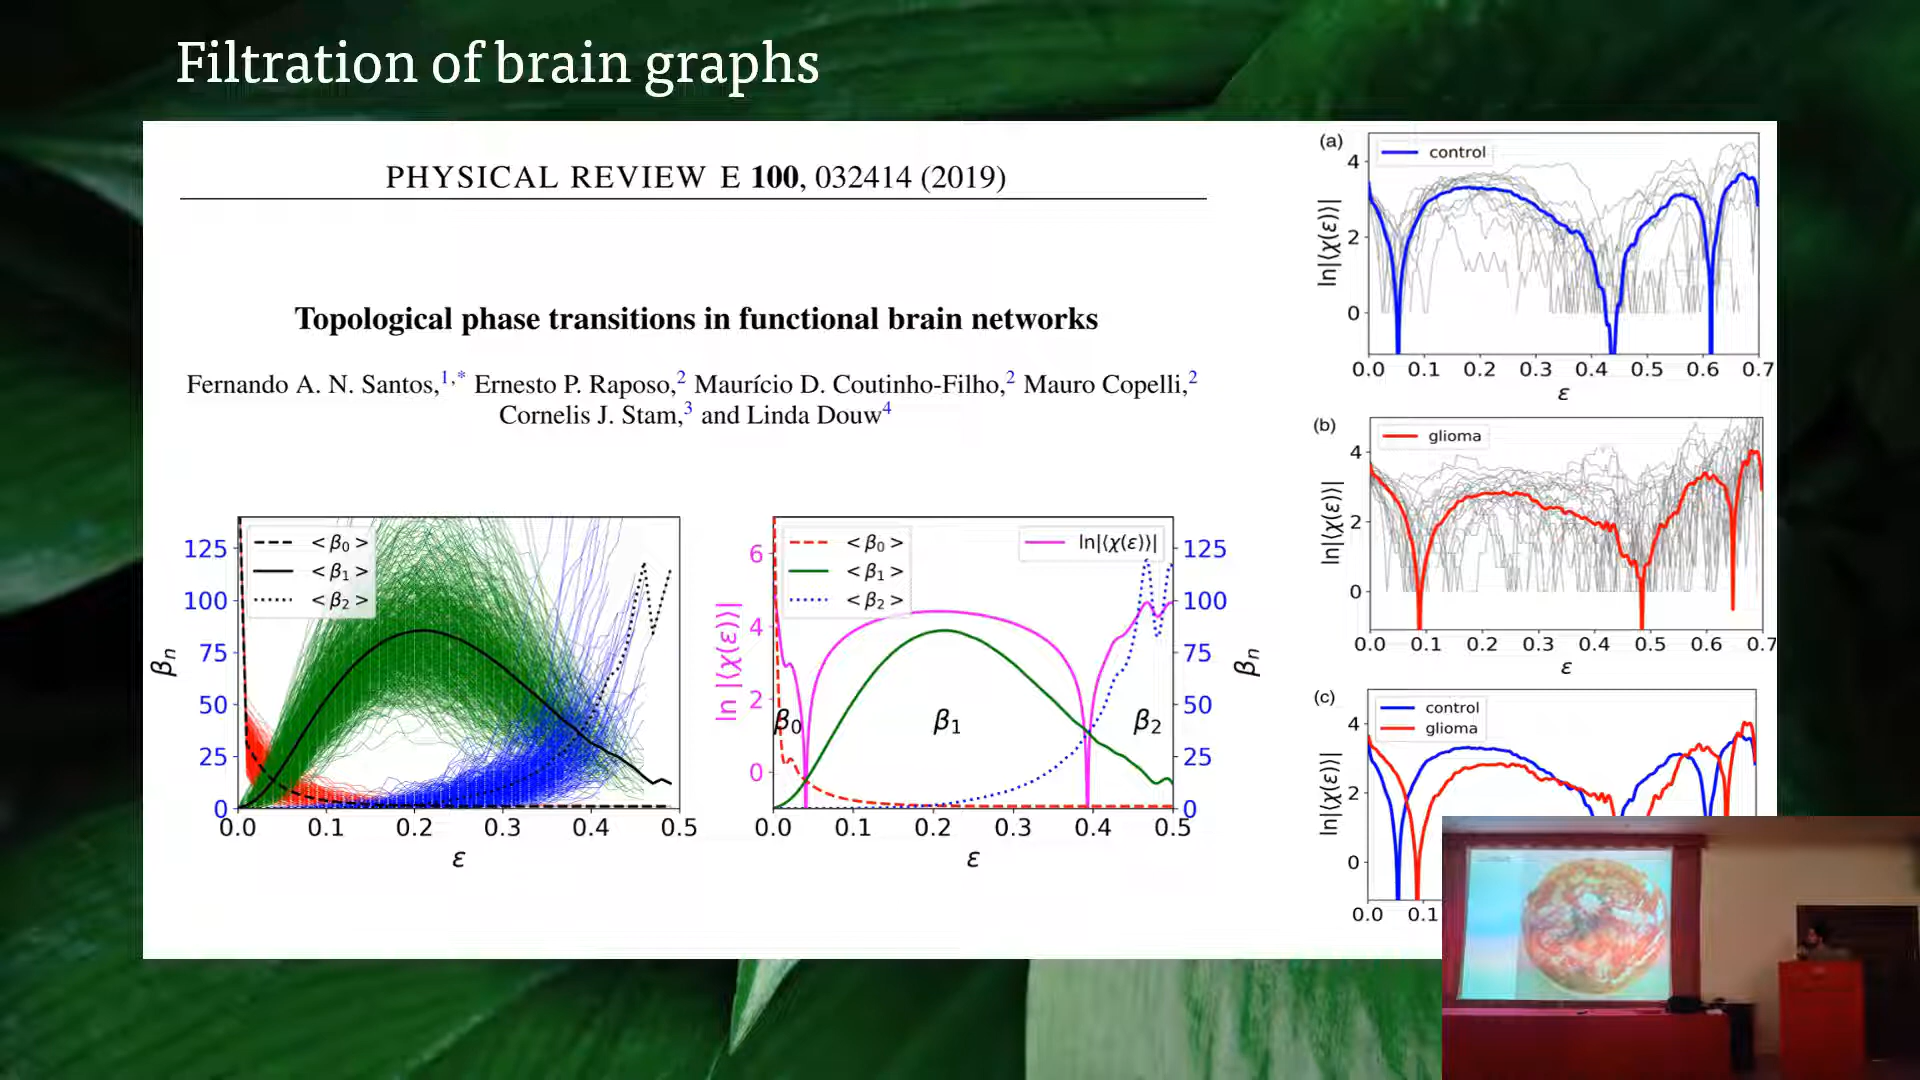 Filtration of brain graphs
PHYSICAL REVIEW E 100, 032414 (2019)
Topological phase transitions in functional brain networks
Fernando A. N. Santos,1,* Ernesto P. Raposo,2 Maurício D. Coutinho-Filho,2 Mauro Copelli,2
Cornelis J. Stam,3 and Linda Douw4
< β0 >
< β1 >
< β2 >
125
100
75
50
25
0
βn
0.0 0.1 0.2 0.3 0.4 0.5
ε
< β0 >
< β1 >
< β2 >
ln|⟨χ(ε)⟩|
6
4
2
0
ln |⟨χ(ε)⟩|
β0
β1
β2
125
100
75
50
25
0
βn
0.0 0.1 0.2 0.3 0.4 0.5
ε
(a)
control
4
2
0
ln|⟨χ(ε)⟩|
0.0 0.1 0.2 0.3 0.4 0.5 0.6 0.7
ε
(b)
glioma
4
2
0
ln|⟨χ(ε)⟩|
0.0 0.1 0.2 0.3 0.4 0.5 0.6 0.7
ε
(c)
control
glioma
4
2
0
ln|⟨χ(ε)⟩|
0.0 0.1